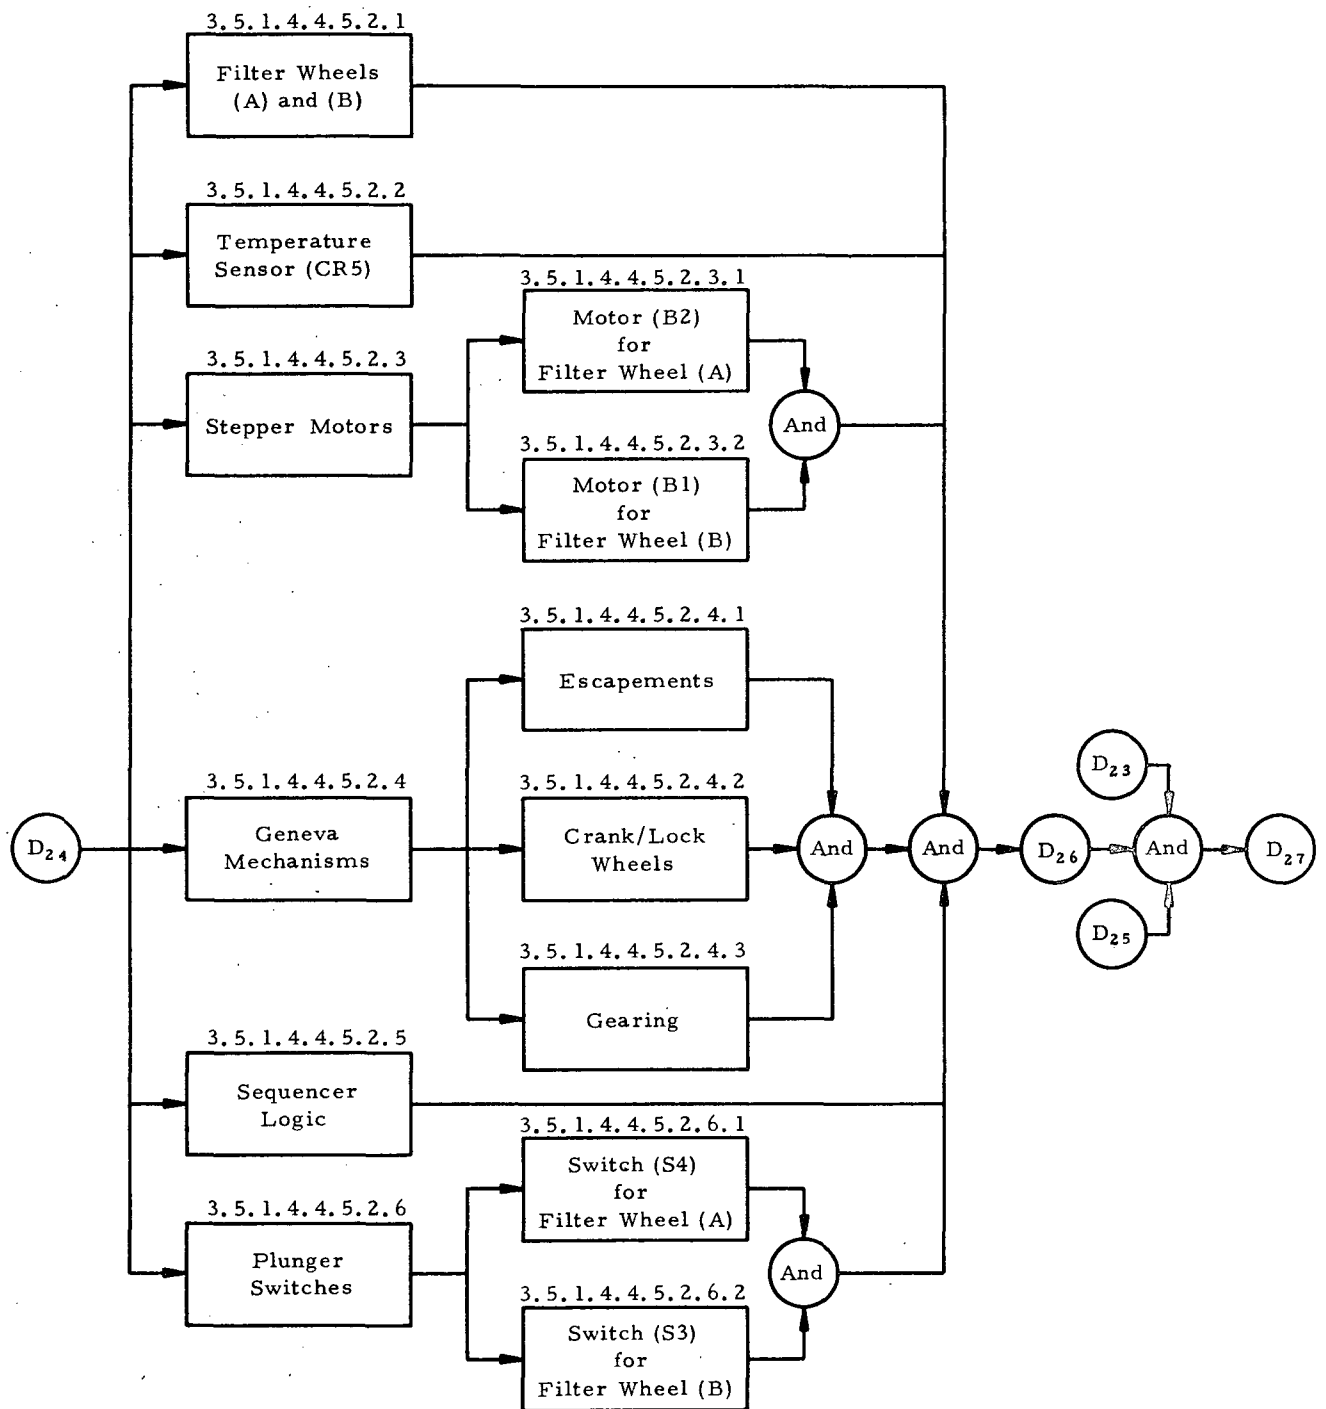 3.5.1.4.4.5.2.1
Filter Wheels
(A) and (B)
3.5.1.4.4.5.2.2
Temperature
Sensor (CR5)
3.5.1.4.4.5.2.3
Stepper Motors
3.5.1.4.4.5.2.3.1
Motor (B2)
for
Filter Wheel (A)
And
3.5.1.4.4.5.2.3.2
Motor (B1)
for
Filter Wheel (B)
3.5.1.4.4.5.2.4.1
Escapements
D24
3.5.1.4.4.5.2.4
Geneva
Mechanisms
3.5.1.4.4.5.2.4.2
Crank/Lock
Wheels
And
And
D26
D23
And
D27
D25
3.5.1.4.4.5.2.4.3
Gearing
3.5.1.4.4.5.2.5
Sequencer
Logic
3.5.1.4.4.5.2.6
Plunger
Switches
3.5.1.4.4.5.2.6.1
Switch (S4)
for
Filter Wheel (A)
And
3.5.1.4.4.5.2.6.2
Switch (S3)
for
Filter Wheel (B)